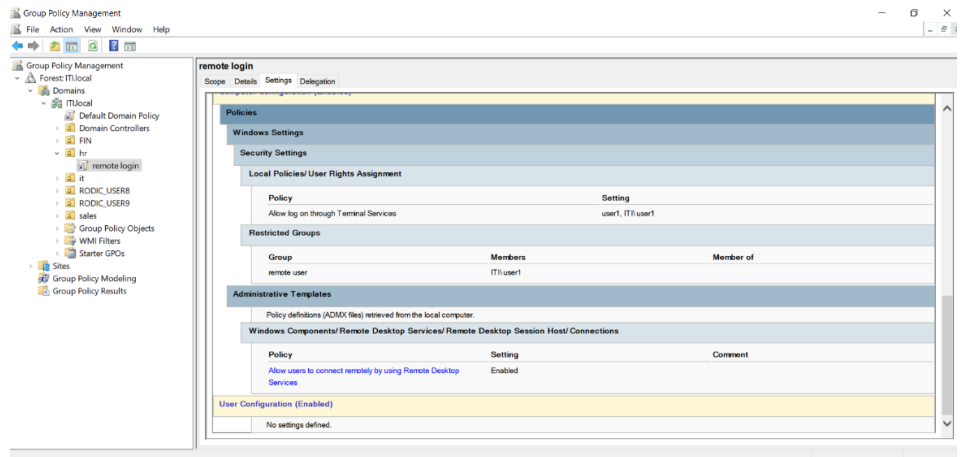 Group Policy Management
File Action View Window Help
Group Policy Management
Forest: ITI.local
Domains
ITI.local
Default Domain Policy
Domain Controllers
FIN
hr
remote login
it
RODIC_USER8
RODIC_USER9
sales
Group Policy Objects
WMI Filters
Starter GPOs
Sites
Group Policy Modeling
Group Policy Results
remote login
Scope Details Settings Delegation
Computer Configuration (Enabled)
Policies
Windows Settings
Security Settings
Local Policies/User Rights Assignment
Policy Setting
Allow log on through Terminal Services user1, ITI\user1
Restricted Groups
Group Members Member of
remote user ITI\user1
Administrative Templates
Policy definitions (ADMX files) retrieved from the local computer.
Windows Components/Remote Desktop Services/Remote Desktop Session Host/Connections
Policy Setting Comment
Allow users to connect remotely by using Remote Desktop Enabled
Services
User Configuration (Enabled)
No settings defined.